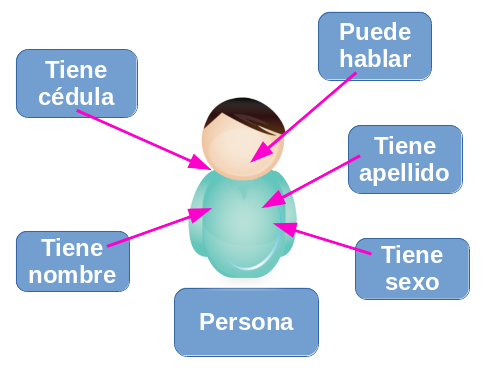 Puede
hablar
Tiene
cédula
Tiene
apellido
Tiene
nombre
Tiene
sexo
Persona